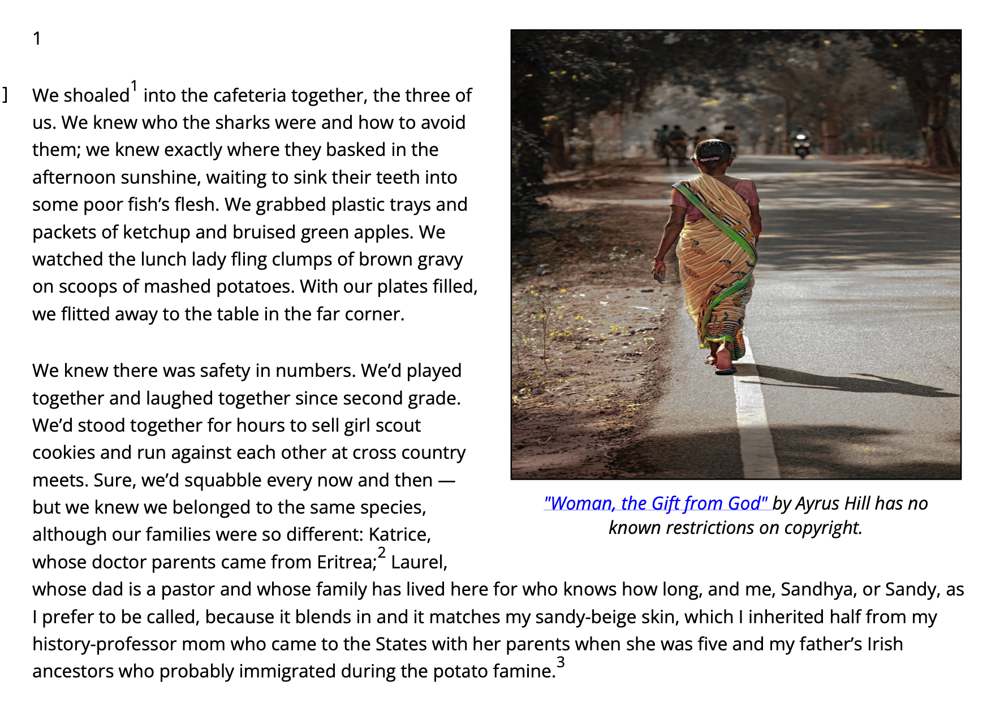 1
] We shoaled1 into the cafeteria together, the three of
us. We knew who the sharks were and how to avoid
them; we knew exactly where they basked in the
afternoon sunshine, waiting to sink their teeth into
some poor fish’s flesh. We grabbed plastic trays and
packets of ketchup and bruised green apples. We
watched the lunch lady fling clumps of brown gravy
on scoops of mashed potatoes. With our plates filled,
we flitted away to the table in the far corner.
We knew there was safety in numbers. We’d played
together and laughed together since second grade.
We’d stood together for hours to sell girl scout
cookies and run against each other at cross country
meets. Sure, we’d squabble every now and then —
but we knew we belonged to the same species,
although our families were so different: Katrice,
whose doctor parents came from Eritrea;2 Laurel,
whose dad is a pastor and whose family has lived here for who knows how long, and me, Sandhya, or Sandy, as
I prefer to be called, because it blends in and it matches my sandy-beige skin, which I inherited half from my
history-professor mom who came to the States with her parents when she was five and my father’s Irish
ancestors who probably immigrated during the potato famine.3
"Woman, the Gift from God" by Ayrus Hill has no
known restrictions on copyright.